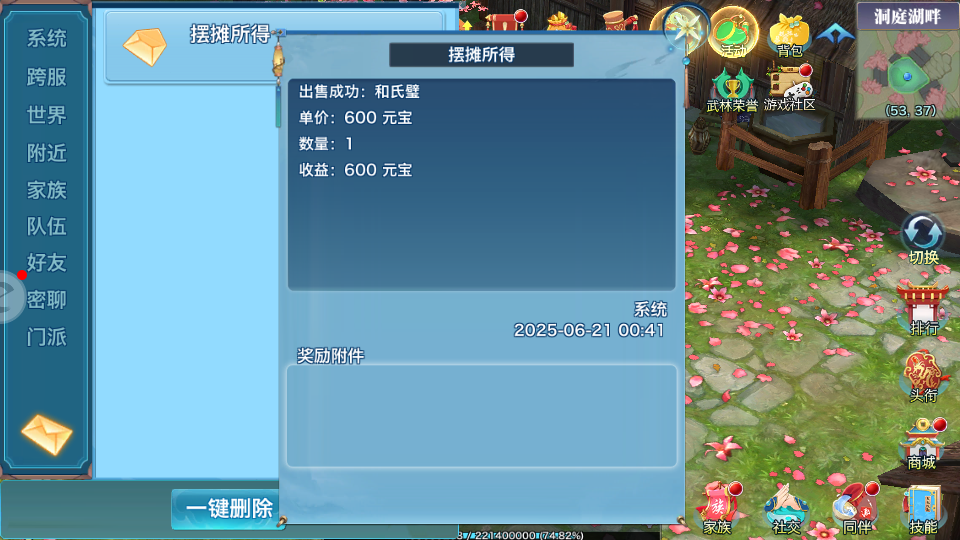 系统
跨服
世界
附近
家族
队伍
好友
密聊
门派
摆摊所得
一键删除
摆摊所得
出售成功：和氏璧
单价：600 元宝
数量：1
收益：600 元宝
系统
2025-06-21 00:41
奖励附件
活动
背包
武林荣誉
游戏社区
洞庭湖畔
(53, 37)
切换
排行
头衔
商城
家族
社交
同伴
技能
/ 221400000 (74.82%)